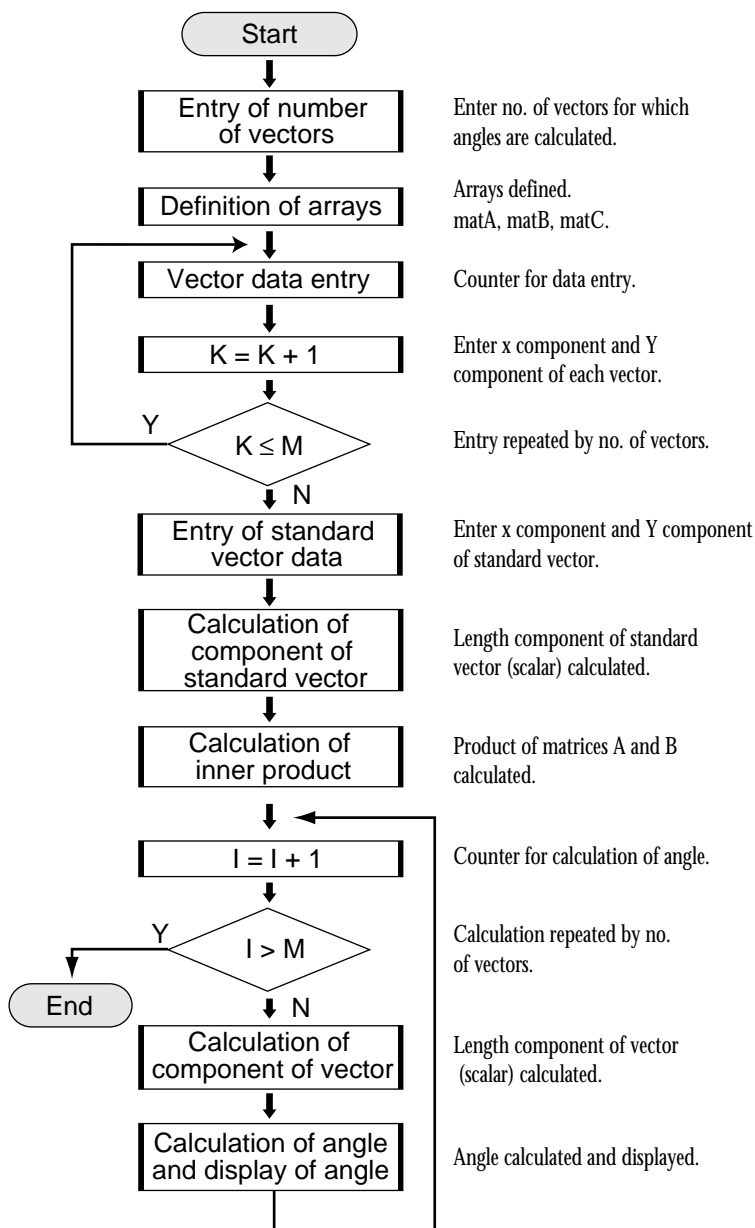 Start
Entry of number
of vectors
Enter no. of vectors for which
angles are calculated.
Definition of arrays
Arrays defined.
matA, matB, matC.
Vector data entry
Counter for data entry.
K = K + 1
Enter x component and Y
component of each vector.
Y
K ≤ M
Entry repeated by no. of vectors.
N
Entry of standard
vector data
Enter x component and Y component
of standard vector.
Calculation of
component of
standard vector
Length component of standard
vector (scalar) calculated.
Calculation of
inner product
Product of matrices A and B
calculated.
I = I + 1
Counter for calculation of angle.
Y
I > M
Calculation repeated by no.
of vectors.
End
N
Calculation of
component of vector
Length component of vector
(scalar) calculated.
Calculation of angle
and display of angle
Angle calculated and displayed.